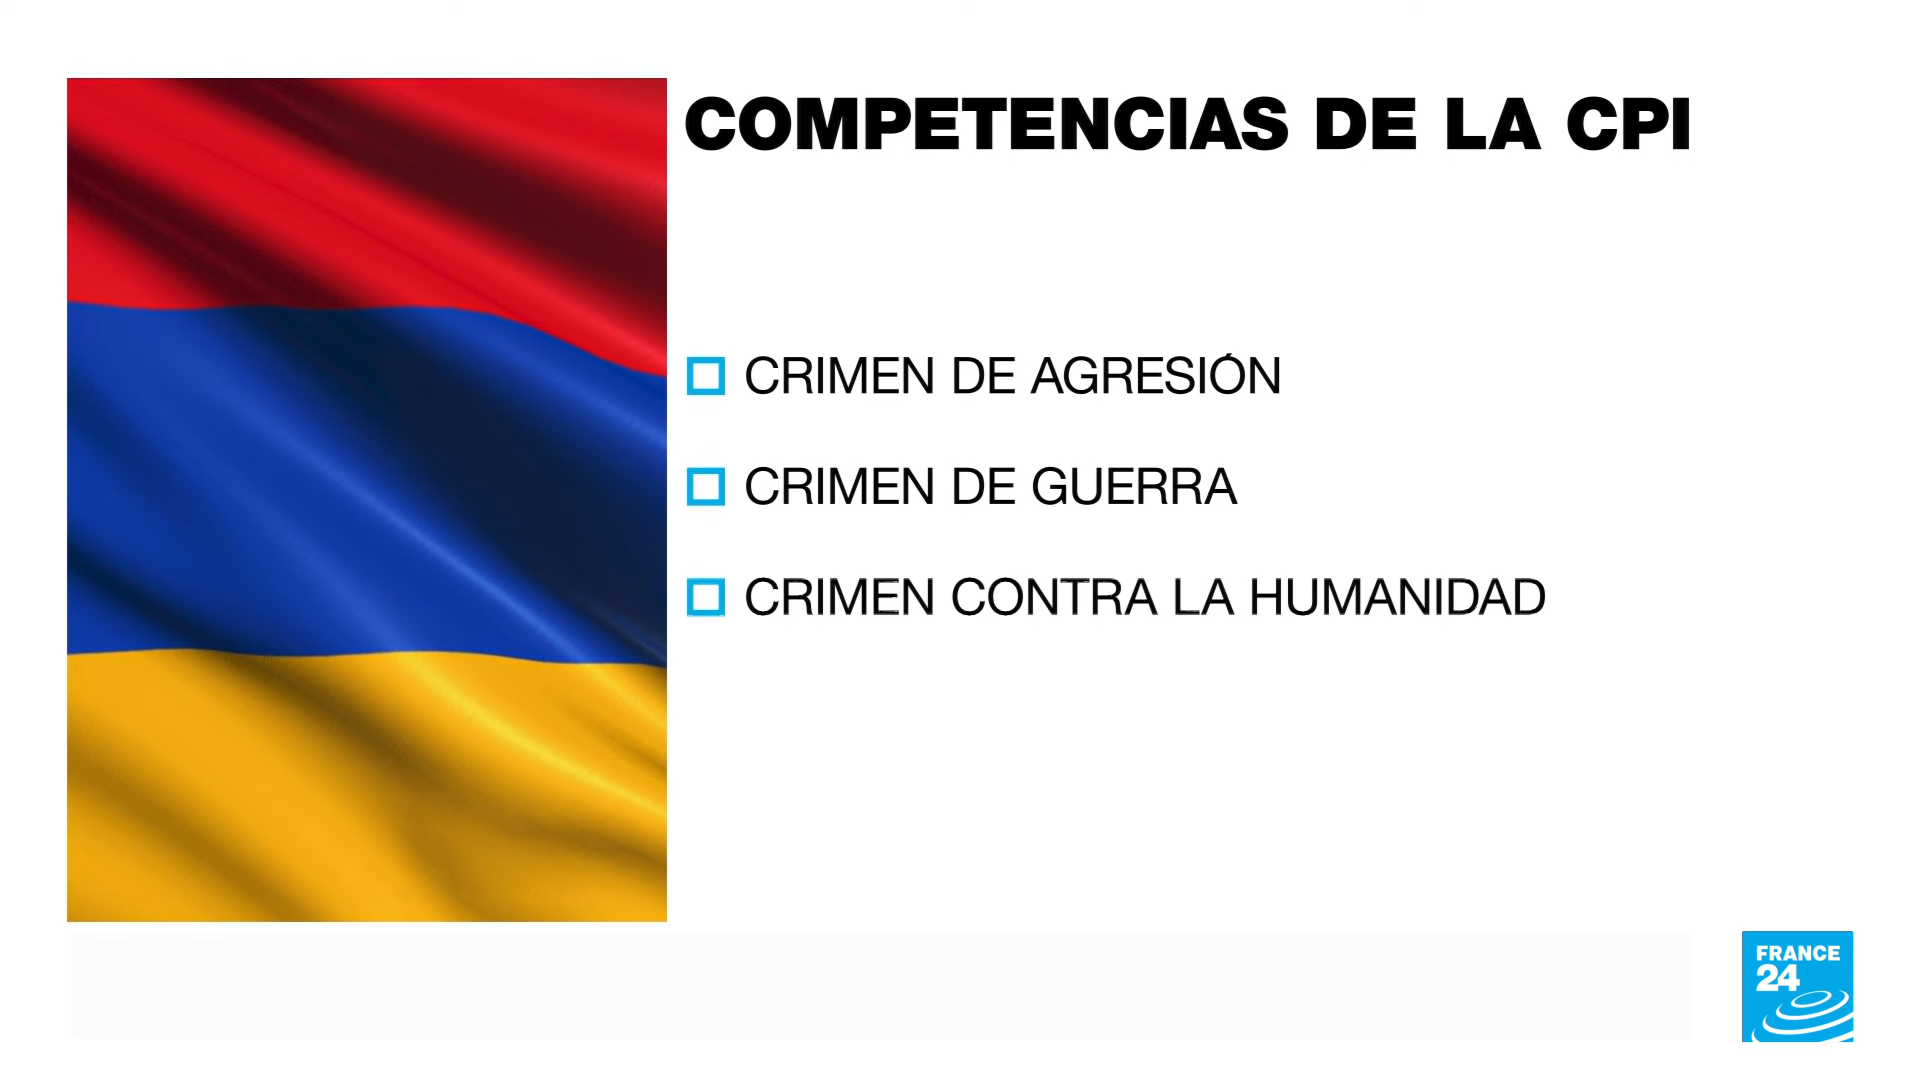 COMPETENCIAS DE LA CPI
CRIMEN DE AGRESIÓN
CRIMEN DE GUERRA
CRIMEN CONTRA LA HUMANIDAD
FRANCE
24